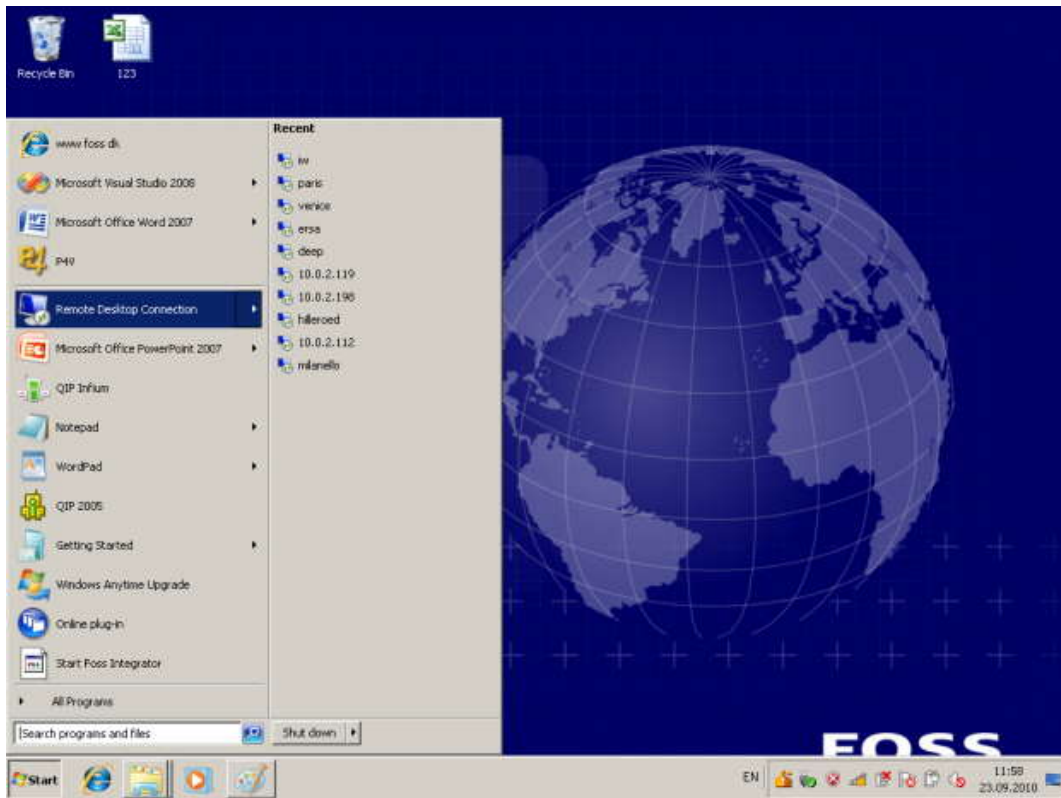 Recycle Bin
123
www foss dk
Microsoft Visual Studio 2008
Microsoft Office Word 2007
P4V
Remote Desktop Connection
Microsoft Office PowerPoint 2007
QIP Infium
Notepad
WordPad
QIP 2005
Getting Started
Windows Anytime Upgrade
Online plug-in
Start Foss Integrator
All Programs
Search programs and files
Shut down
Recent
iw
paris
venice
ersa
deep
10.0.2.119
10.0.2.198
hilleroed
10.0.2.112
milanello
FOSS
Start
EN
11:58
23.09.2010